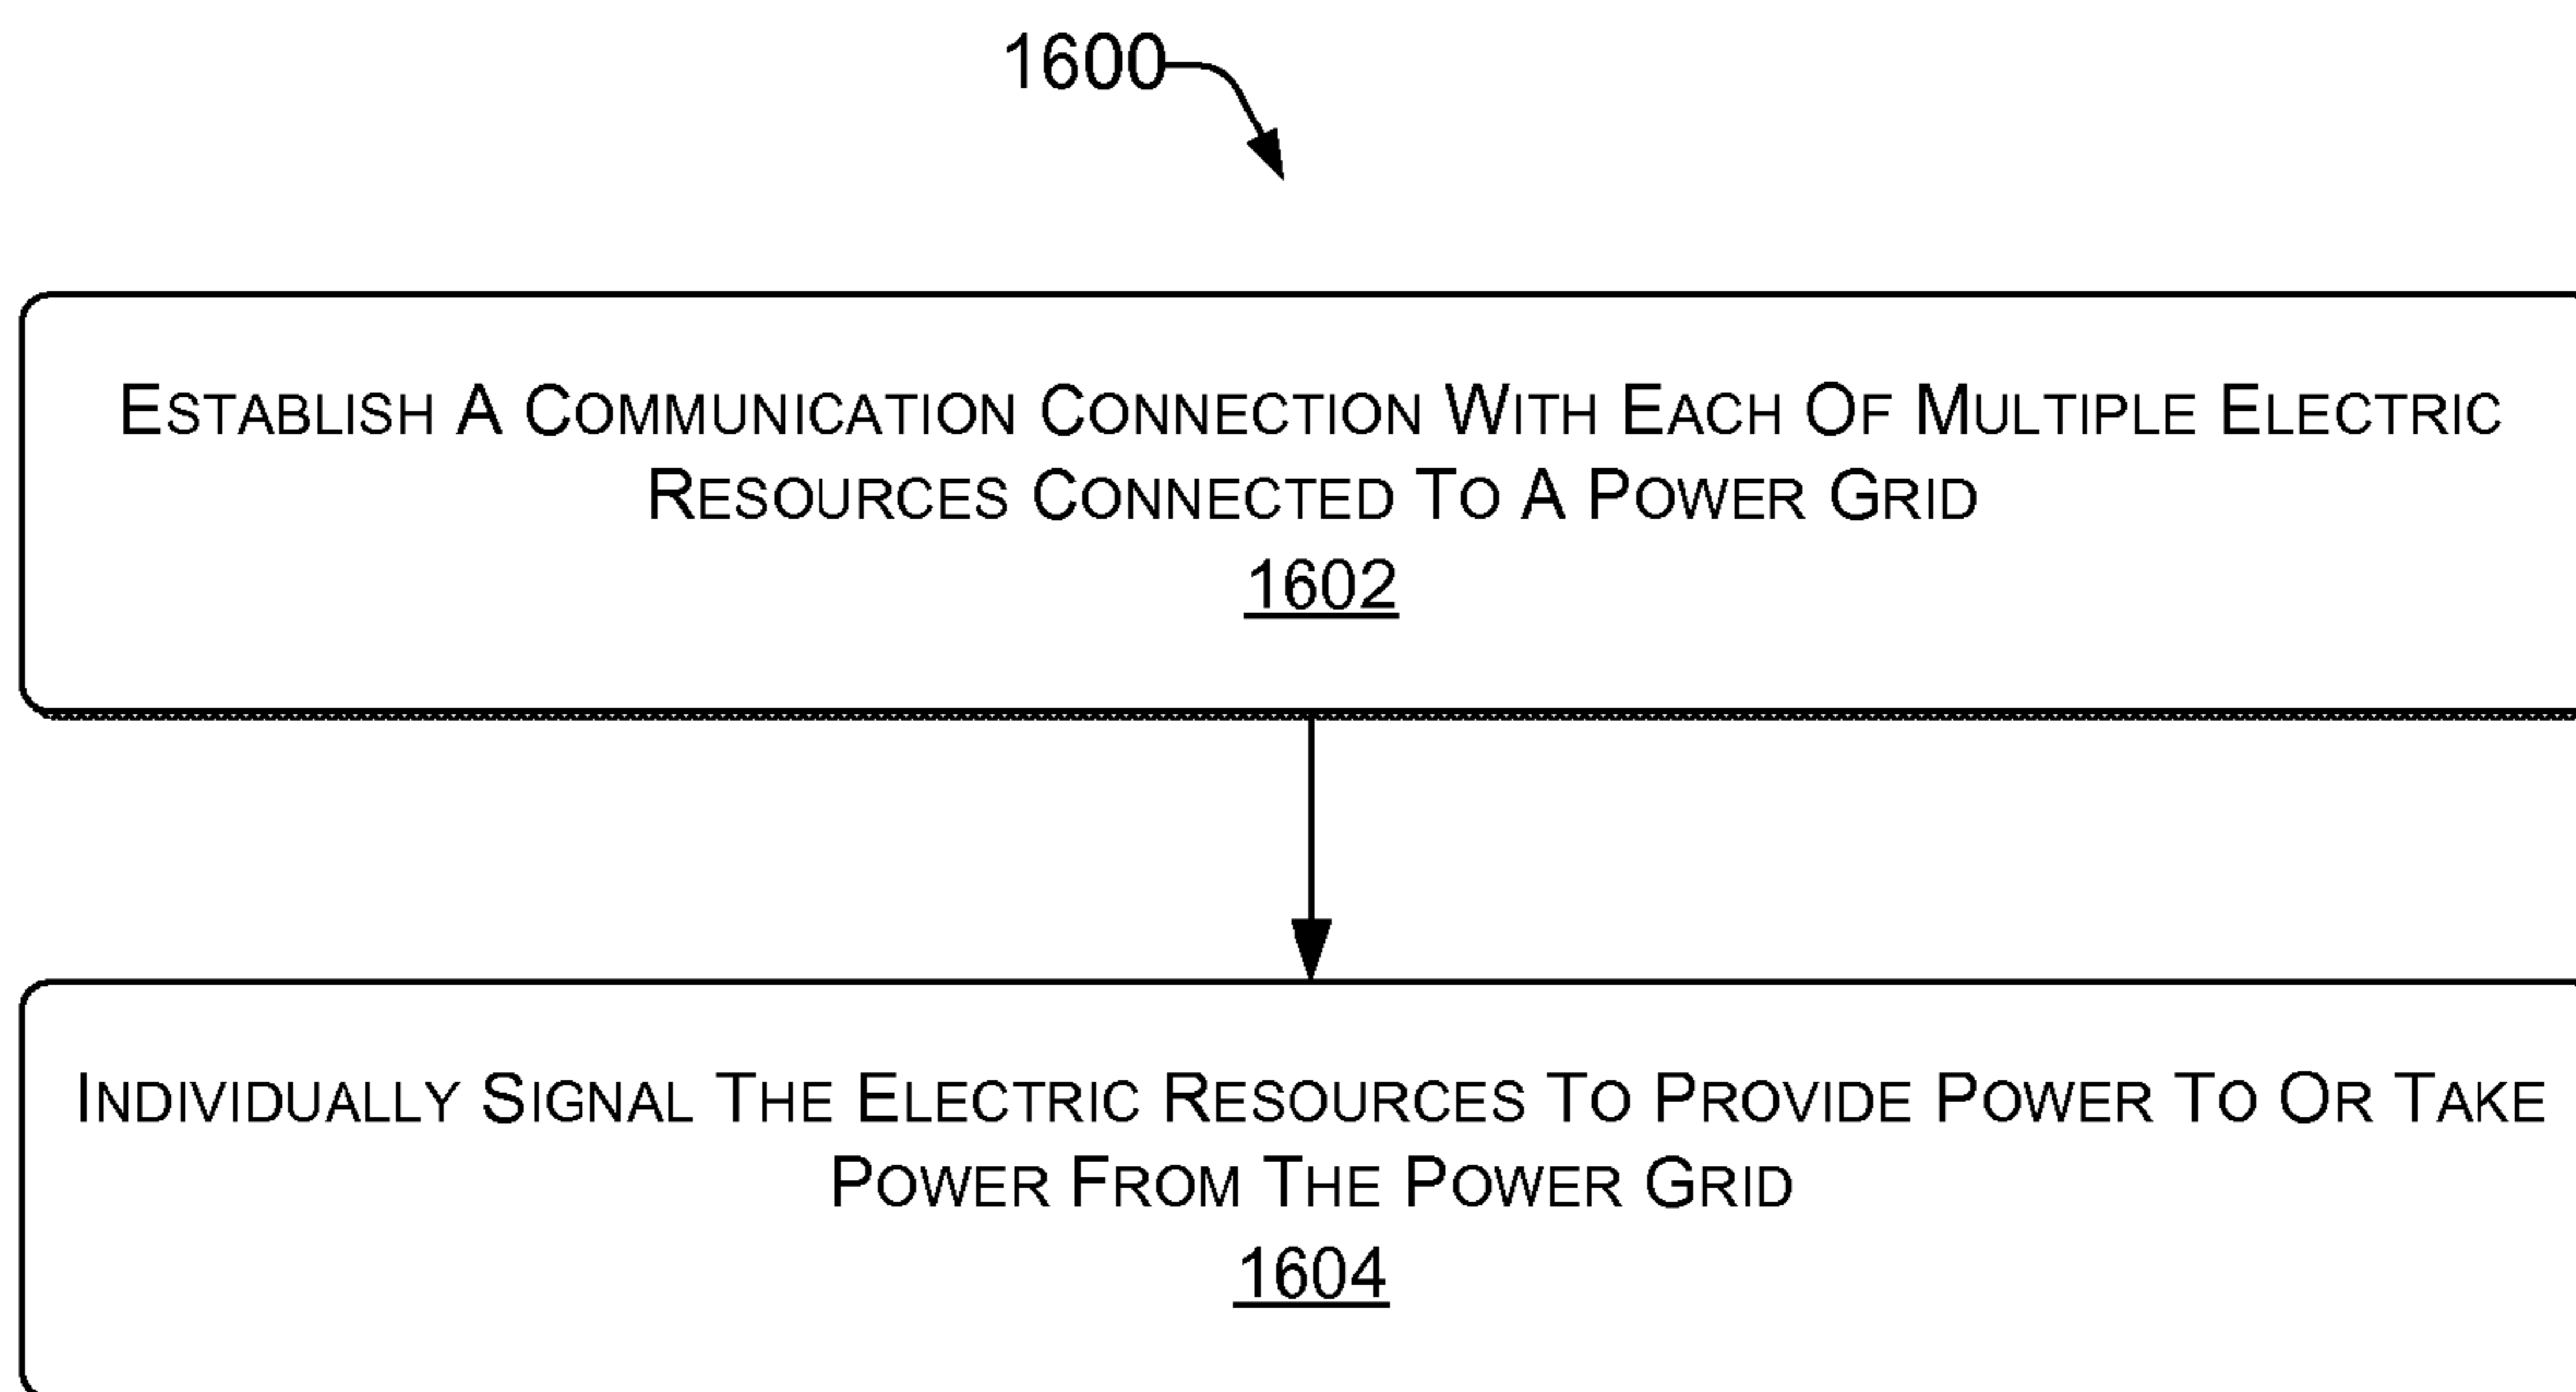 1600
ESTABLISH A COMMUNICATION CONNECTION WITH EACH OF MULTIPLE ELECTRIC
RESOURCES CONNECTED TO A POWER GRID
1602
INDIVIDUALLY SIGNAL THE ELECTRIC RESOURCES TO PROVIDE POWER TO OR TAKE
POWER FROM THE POWER GRID
1604